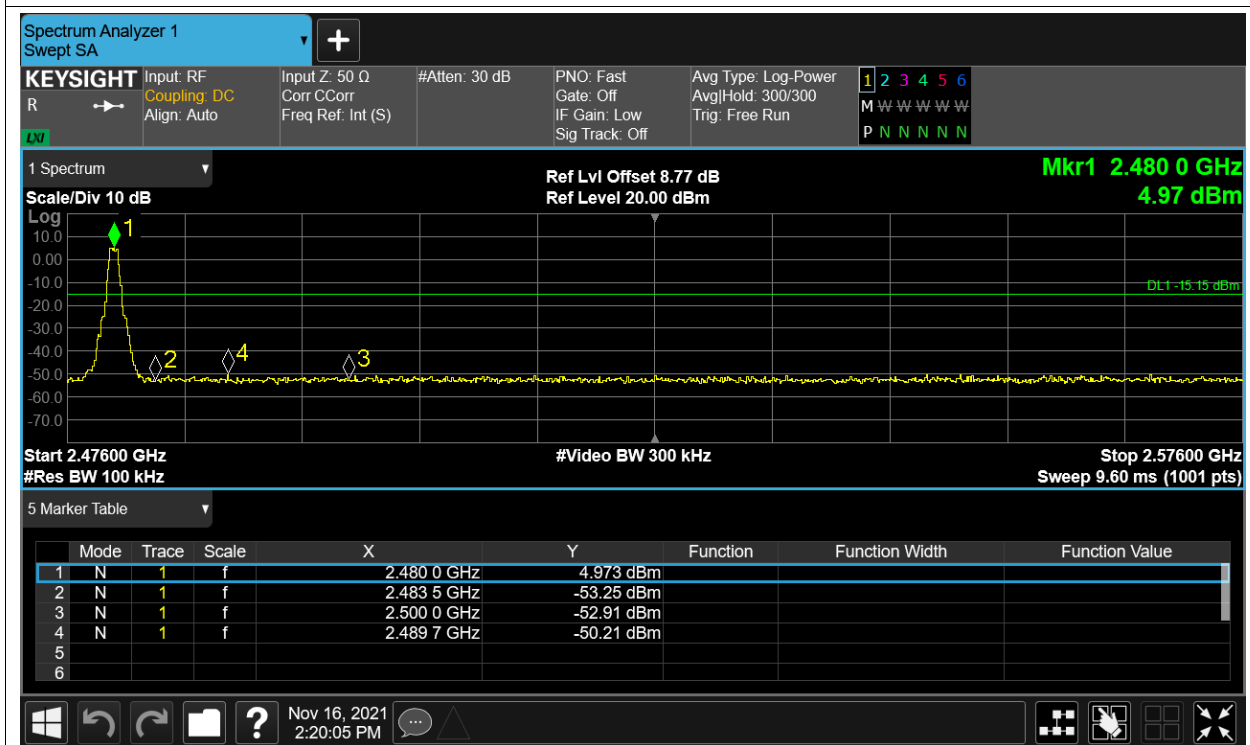 Spectrum Analyzer 1
Swept SA
+
KEYSIGHT
R
LXI
Input: RF
Coupling: DC
Align: Auto
Input Z: 50 Ω
Corr CCorr
Freq Ref: Int (S)
#Atten: 30 dB
PNO: Fast
Gate: Off
IF Gain: Low
Sig Track: Off
Avg Type: Log-Power
Avg|Hold: 300/300
Trig: Free Run
1 2 3 4 5 6
M W W W W W
P N N N N N
1 Spectrum
Scale/Div 10 dB
Ref Lvl Offset 8.77 dB
Ref Level 20.00 dBm
Mkr1 2.480 0 GHz
4.97 dBm
Log
10.0
0.00
-10.0
-20.0
-30.0
-40.0
-50.0
-60.0
-70.0
1
2
4
3
DL1 -15.15 dBm
Start 2.47600 GHz
#Res BW 100 kHz
#Video BW 300 kHz
Stop 2.57600 GHz
Sweep 9.60 ms (1001 pts)
5 Marker Table
Mode Trace Scale X Y Function Function Width Function Value
1 N 1 f 2.480 0 GHz 4.973 dBm
2 N 1 f 2.483 5 GHz -53.25 dBm
3 N 1 f 2.500 0 GHz -52.91 dBm
4 N 1 f 2.489 7 GHz -50.21 dBm
5
6
?
Nov 16, 2021
2:20:05 PM